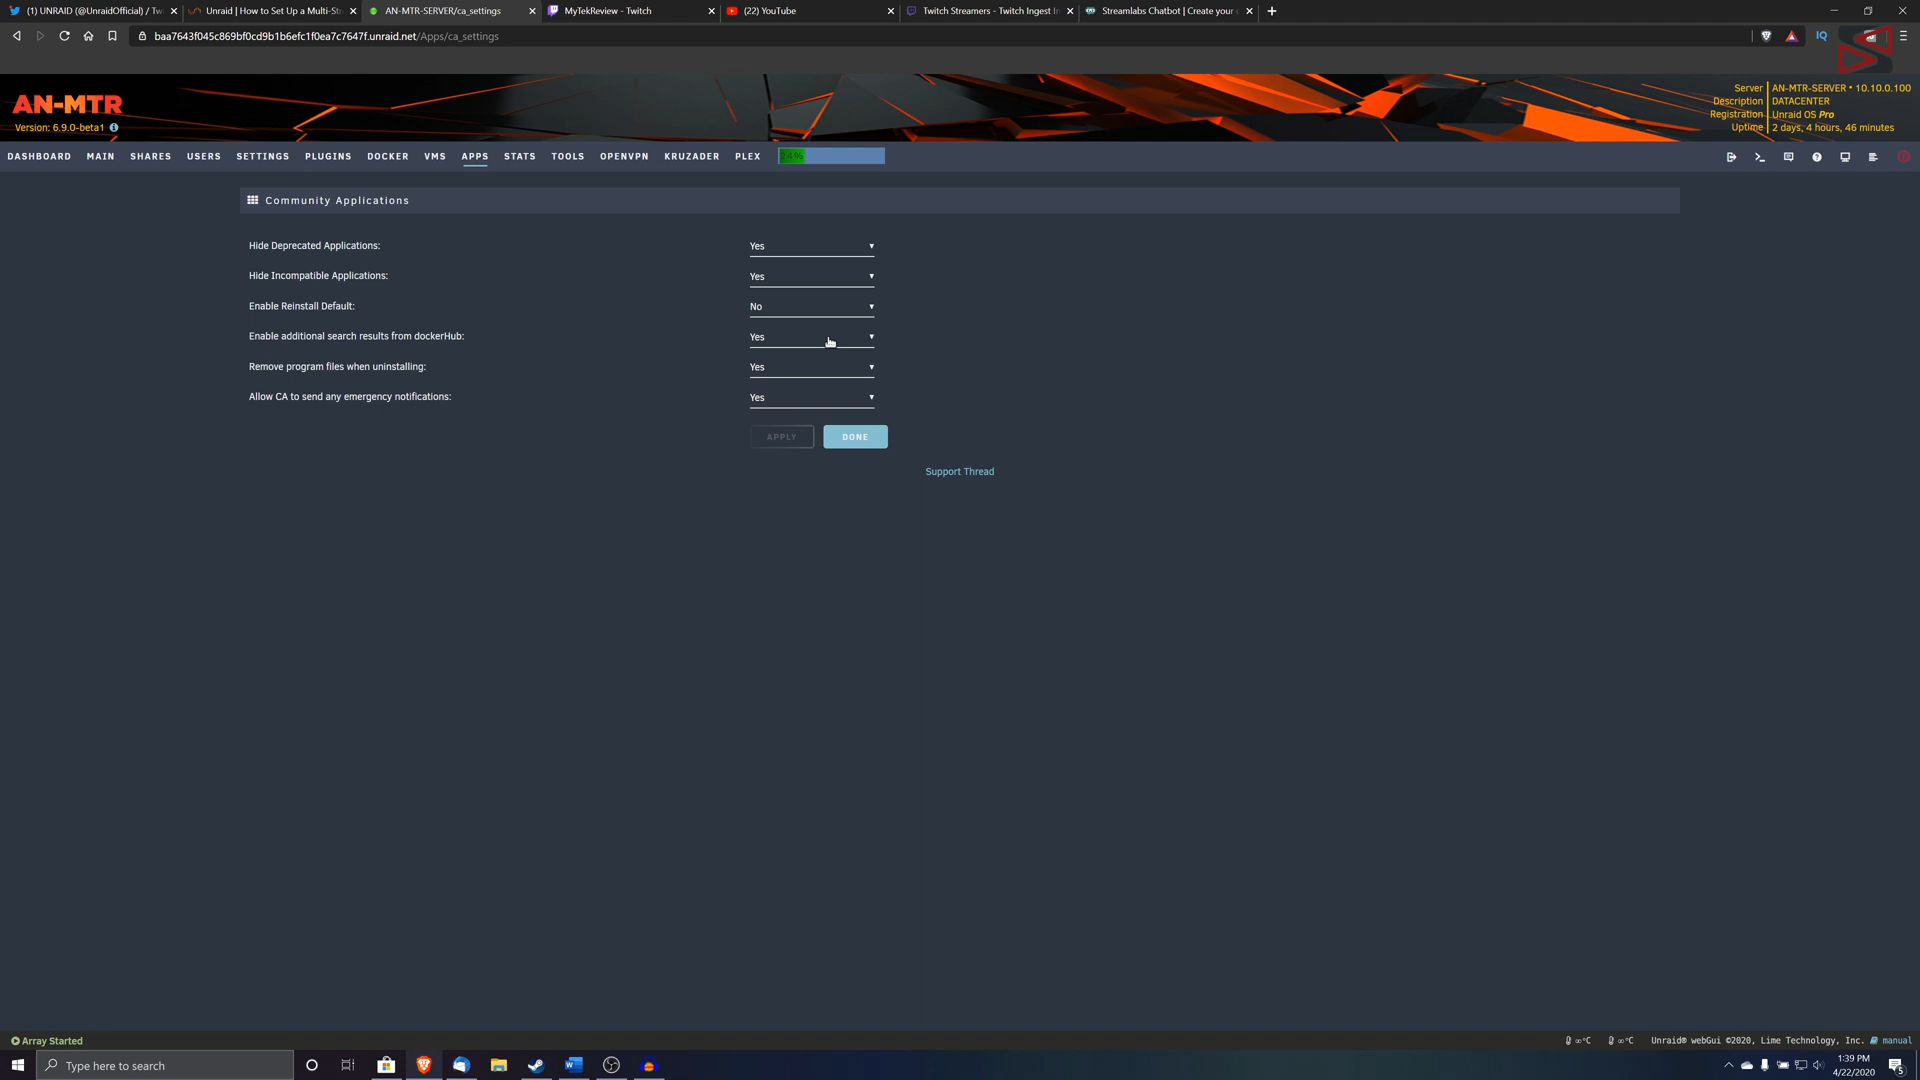 (1) UNRAID (@UnraidOfficial) / Tw
Unraid | How to Set Up a Multi-Str
AN-MTR-SERVER/ca_settings
MyTekReview - Twitch
(22) YouTube
Twitch Streamers - Twitch Ingest
Streamlabs Chatbot | Create your
baa7643f045c869bf0cd9b1b6efc1f0ea7c7647f.unraid.net/Apps/ca_settings
IQ
AN-MTR
Version: 6.9.0-beta1
Server AN-MTR-SERVER • 10.10.0.100
Description DATACENTER
Registration Unraid OS Pro
Uptime 2 days, 4 hours, 46 minutes
DASHBOARD MAIN SHARES USERS SETTINGS PLUGINS DOCKER VMS APPS STATS TOOLS OPENVPN KRUZADER PLEX 24%
Community Applications
Hide Deprecated Applications: Yes
Hide Incompatible Applications: Yes
Enable Reinstall Default: No
Enable additional search results from dockerHub: Yes
Remove program files when uninstalling: Yes
Allow CA to send any emergency notifications: Yes
APPLY DONE
Support Thread
Array Started
∞°C ∞°C Unraid® webGui ©2020, Lime Technology, Inc. manual
Type here to search
1:39 PM
4/22/2020
5